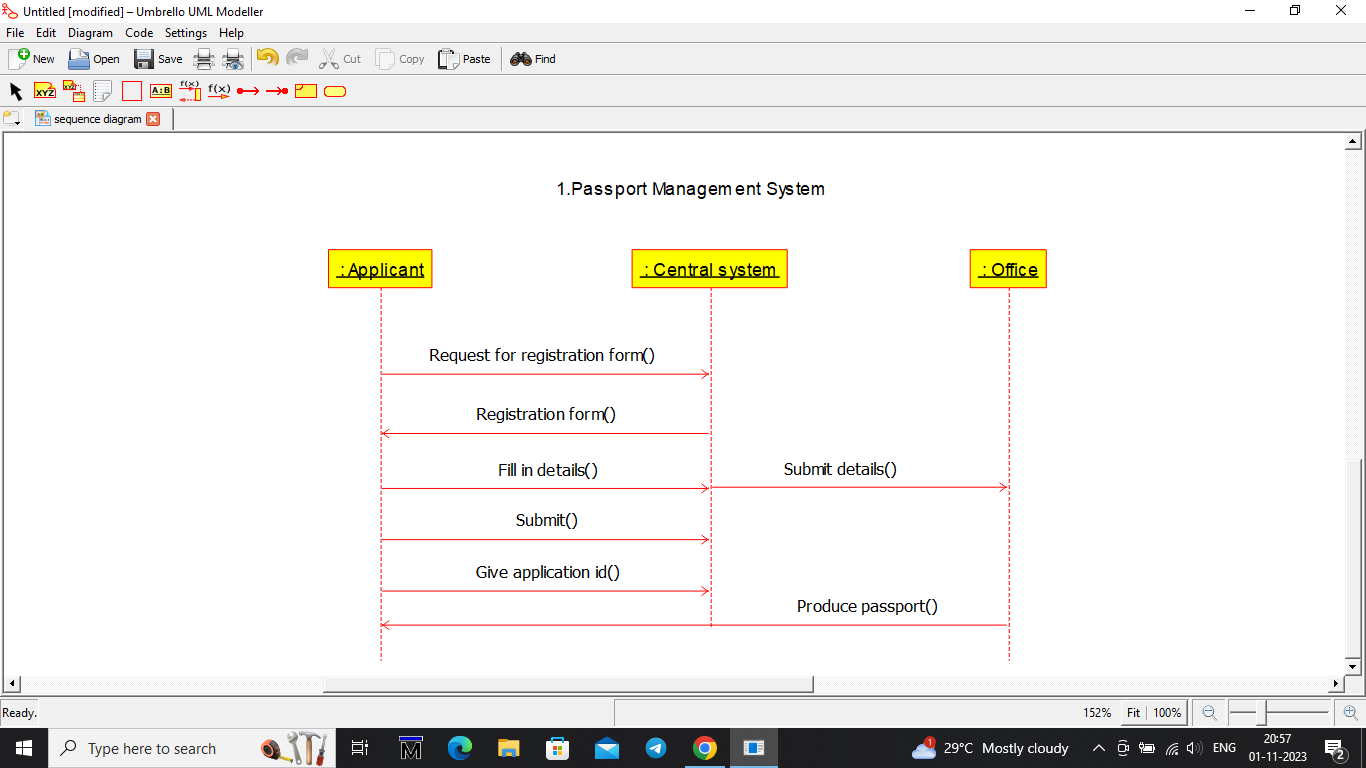 Untitled [modified] – Umbrello UML Modeller
File Edit Diagram Code Settings Help
New Open Save Cut Copy Paste Find
XYZ XYZ A:B f(x) f(x)
sequence diagram
1.Passport Management System
: Applicant : Central system : Office
Request for registration form()
Registration form()
Fill in details() Submit details()
Submit()
Give application id()
Produce passport()
Ready. 152% Fit 100%
Type here to search M 1 29°C Mostly cloudy ENG 20:57
01-11-2023 2